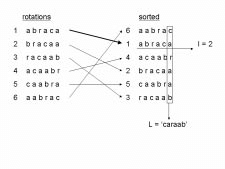 rotations sorted
1 a b r a c a 6 a a b r a c
2 b r a c a a 1 a b r a c a I = 2
3 r a c a a b 4 a c a a b r
4 a c a a b r 2 b r a c a a
5 c a a b r a 5 c a a b r a
6 a a b r a c 3 r a c a a b
L = 'caraab'